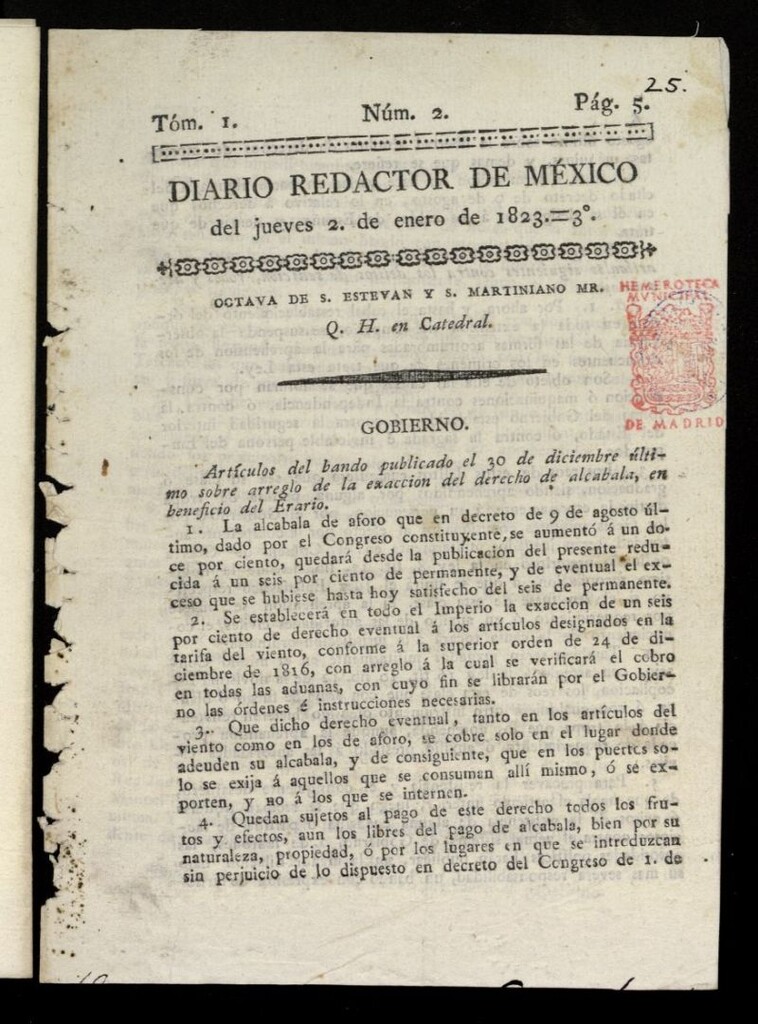 25.
Tóm. 1. Núm. 2. Pág. 5.
DIARIO REDACTOR DE MÉXICO
del jueves 2. de enero de 1823.=3º.
OCTAVA DE S. ESTEVAN Y S. MARTINIANO MR.
Q. H. en Catedral.
HEMEROTECA
MVNICIPAL
DE MADRID
GOBIERNO.
Artículos del bando publicado el 30 de diciembre últi-
mo sobre arreglo de la exaccion del derecho de alcabala, en
beneficio del Erario.
1. La alcabala de aforo que en decreto de 9 de agosto úl-
timo, dado por el Congreso constituyente, se aumentó á un do-
ce por ciento, quedará desde la publicacion del presente redu-
cida á un seis por ciento de permanente, y de eventual el ex-
ceso que se hubiese hasta hoy satisfecho del seis de permanente.
2. Se establecerá en todo el Imperio la exaccion de un seis
por ciento de derecho eventual á los artículos designados en la
tarifa del viento, conforme á la superior orden de 24 de di-
ciembre de 1816, con arreglo á la cual se verificará el cobro
en todas las aduanas, con cuyo fin se librarán por el Gobier-
no las órdenes é instrucciones necesarias.
3. Que dicho derecho eventual, tanto en los artículos del
viento como en los de aforo, se cobre solo en el lugar donde
adeuden su alcabala, y de consiguiente, que en los puertos so-
lo se exija á aquellos que se consuman allí mismo, ó se ex-
porten, y no á los que se internen.
4. Quedan sujetos al pago de este derecho todos los fru-
tos y efectos, aun los libres del pago de alcabala, bien por su
naturaleza, propiedad, ó por los lugares en que se introduzcan
sin perjuicio de lo dispuesto en decreto del Congreso de 1. de